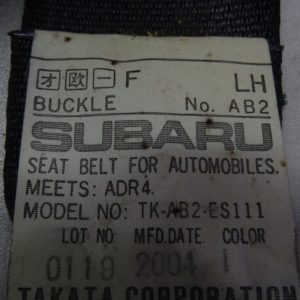 オ 欧 一 F LH
BUCKLE No. AB2
SUBARU
SEAT BELT FOR AUTOMOBILES.
MEETS: ADR4.
MODEL NO: TK-AB2-ES111
LOT NO. MFD.DATE COLOR
0119 2004 1
TAKATA CORPORATION